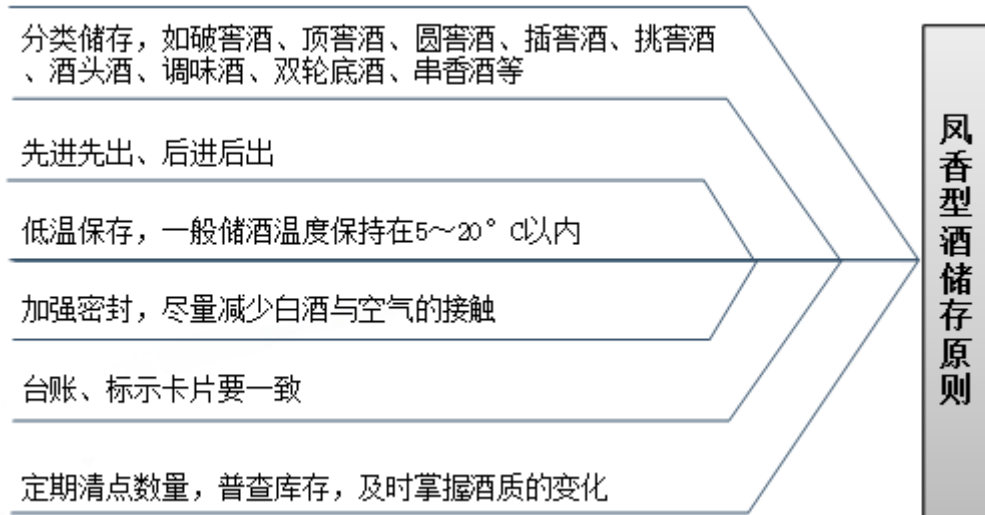 分类储存，如破窖酒、顶窖酒、圆窖酒、插窖酒、挑窖酒
、酒头酒、调味酒、双轮底酒、串香酒等
先进先出、后进后出
低温保存，一般储酒温度保持在5～20°C以内
加强密封，尽量减少白酒与空气的接触
台账、标示卡片要一致
定期清点数量，普查库存，及时掌握酒质的变化
凤香型酒储存原则